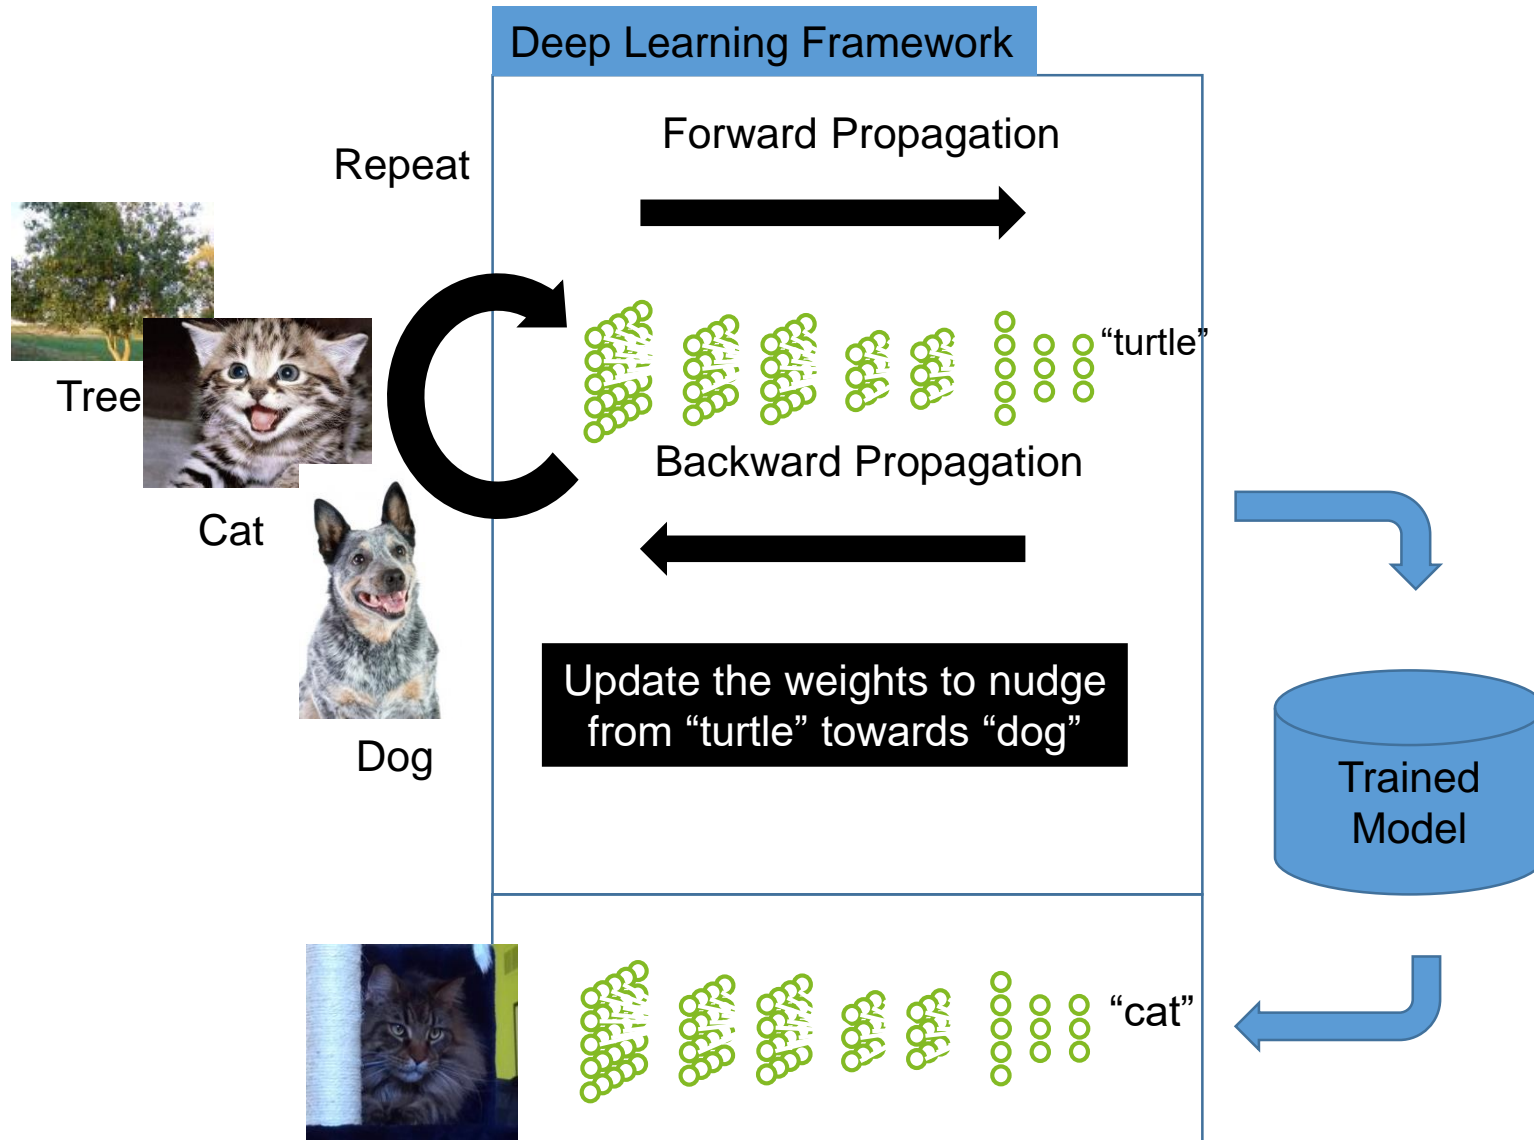 Deep Learning Framework
Forward Propagation
Repeat
“turtle”
Tree
Backward Propagation
Cat
Update the weights to nudge
from “turtle” towards “dog”
Dog
Trained
Model
“cat”